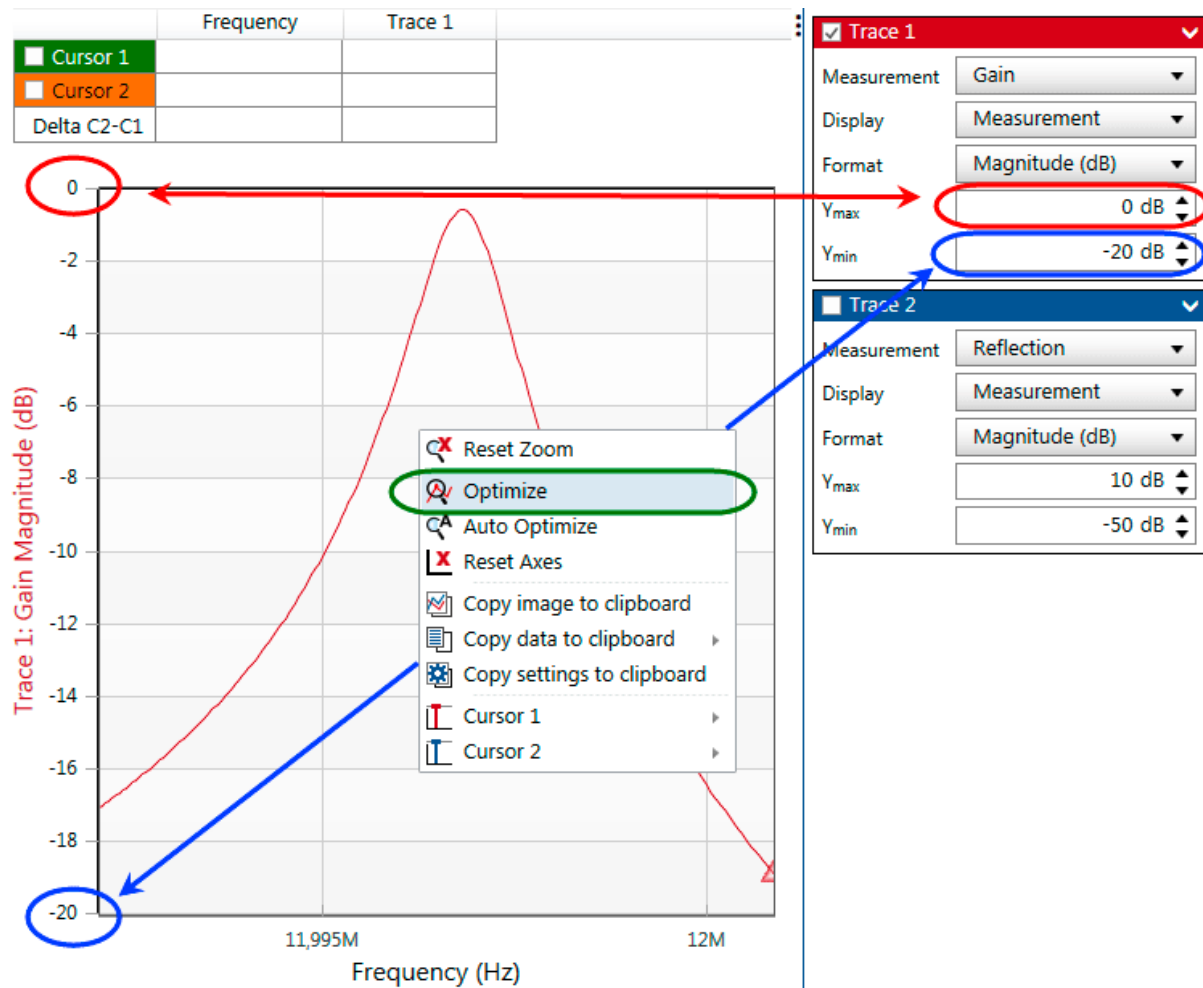 Frequency Trace 1
Cursor 1
Cursor 2
Delta C2-C1
0
-2
-4
-6
-8
-10
-12
-14
-16
-18
-20
Trace 1: Gain Magnitude (dB)
11,995M 12M
Frequency (Hz)
Reset Zoom
Optimize
Auto Optimize
Reset Axes
Copy image to clipboard
Copy data to clipboard
Copy settings to clipboard
Cursor 1
Cursor 2
Trace 1
Measurement Gain
Display Measurement
Format Magnitude (dB)
Ymax 0 dB
Ymin -20 dB
Trace 2
Measurement Reflection
Display Measurement
Format Magnitude (dB)
Ymax 10 dB
Ymin -50 dB